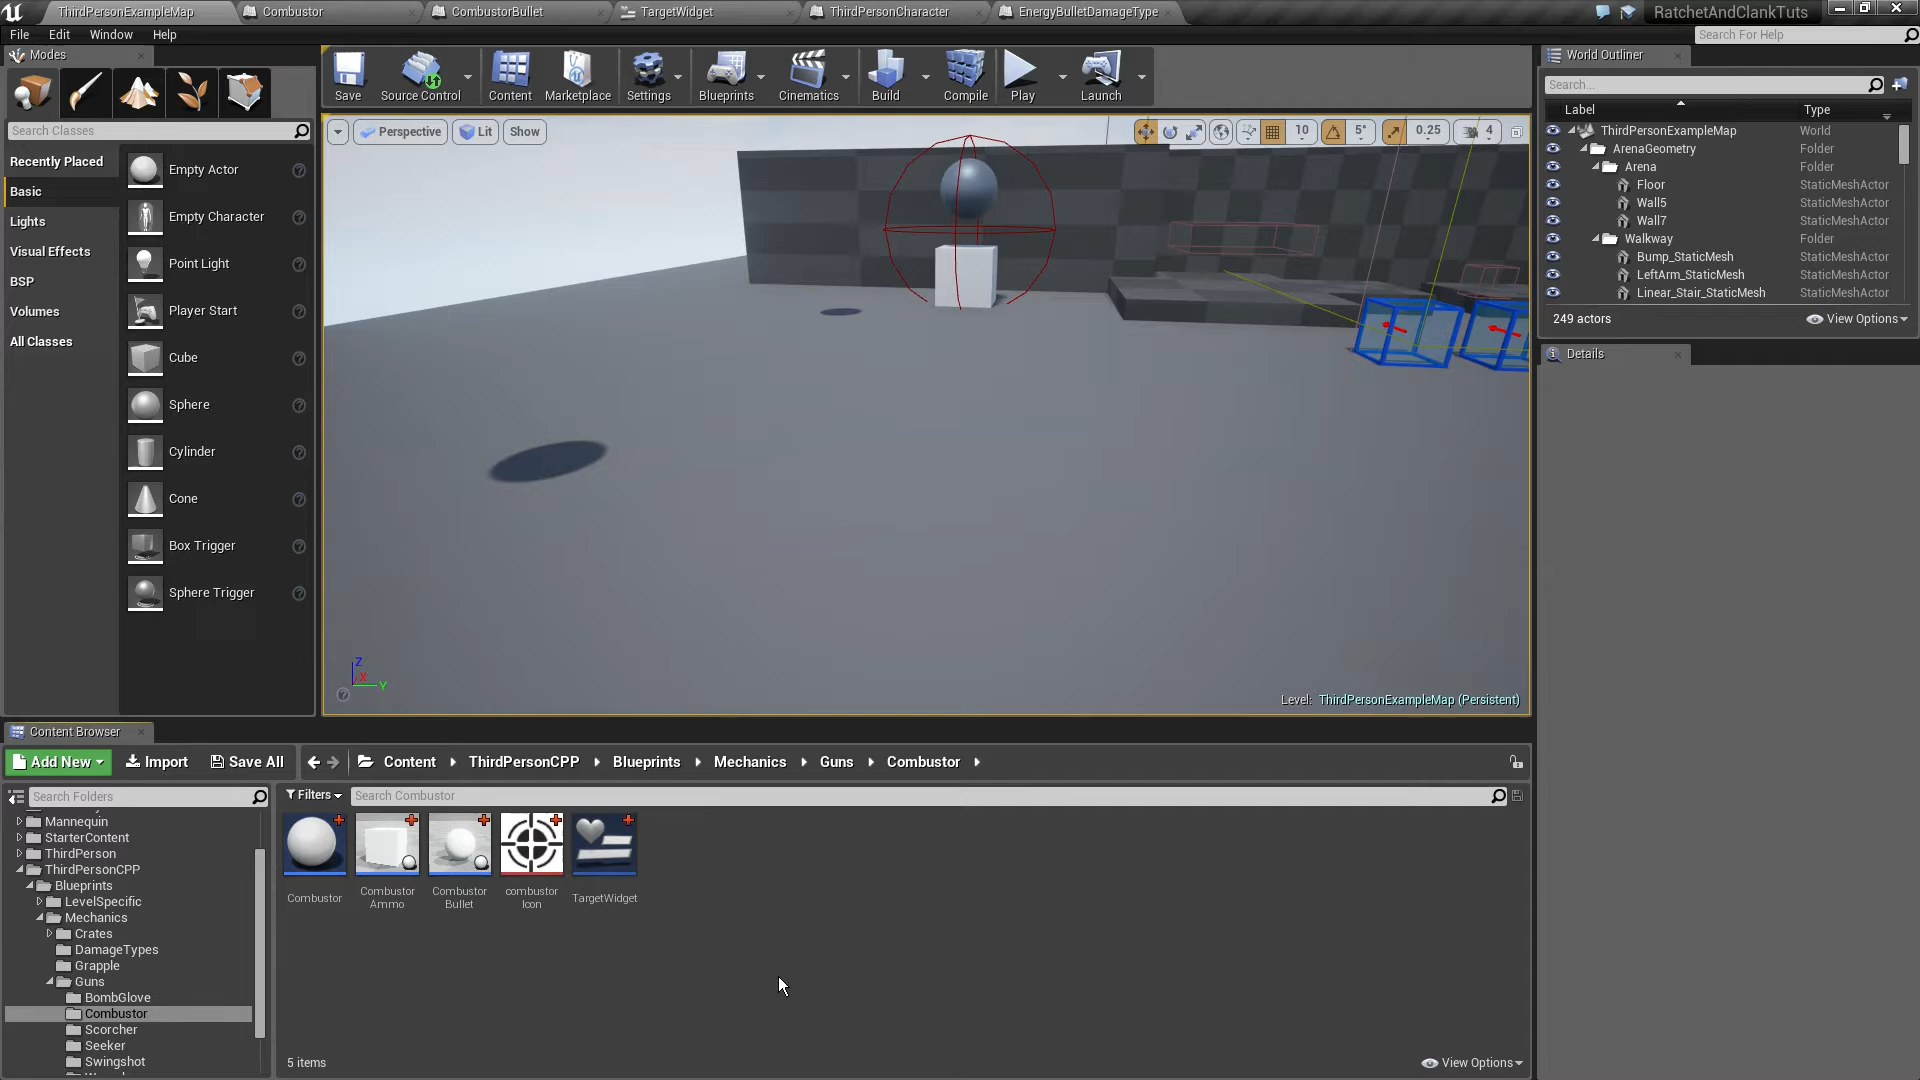 ThirdPersonExampleMap
Combustor
CombustorBullet
TargetWidget
ThirdPersonCharacter
EnergyBulletDamageType
RatchetAndClankTuts
File Edit Window Help
Search For Help
Modes
Save
Source Control
Content
Marketplace
Settings
Blueprints
Cinematics
Build
Compile
Play
Launch
World Outliner
Search...
Label Type
ThirdPersonExampleMap World
ArenaGeometry Folder
Arena Folder
Floor StaticMeshActor
Wall5 StaticMeshActor
Wall7 StaticMeshActor
Walkway Folder
Bump_StaticMesh StaticMeshActor
LeftArm_StaticMesh StaticMeshActor
Linear_Stair_StaticMesh StaticMeshActor
249 actors
View Options
Details
Search Classes
Recently Placed
Basic
Lights
Visual Effects
BSP
Volumes
All Classes
Empty Actor
Empty Character
Point Light
Player Start
Cube
Sphere
Cylinder
Cone
Box Trigger
Sphere Trigger
Perspective
Lit
Show
10
5°
0.25
4
Z
X
Y
Level: ThirdPersonExampleMap (Persistent)
Content Browser
Add New
Import
Save All
Content
ThirdPersonCPP
Blueprints
Mechanics
Guns
Combustor
Search Folders
Filters
Search Combustor
Mannequin
StarterContent
ThirdPerson
ThirdPersonCPP
Blueprints
LevelSpecific
Mechanics
Crates
DamageTypes
Grapple
Guns
BombGlove
Combustor
Scorcher
Seeker
Swingshot
Combustor
Combustor
Ammo
Combustor
Bullet
combustor
Icon
TargetWidget
5 items
View Options